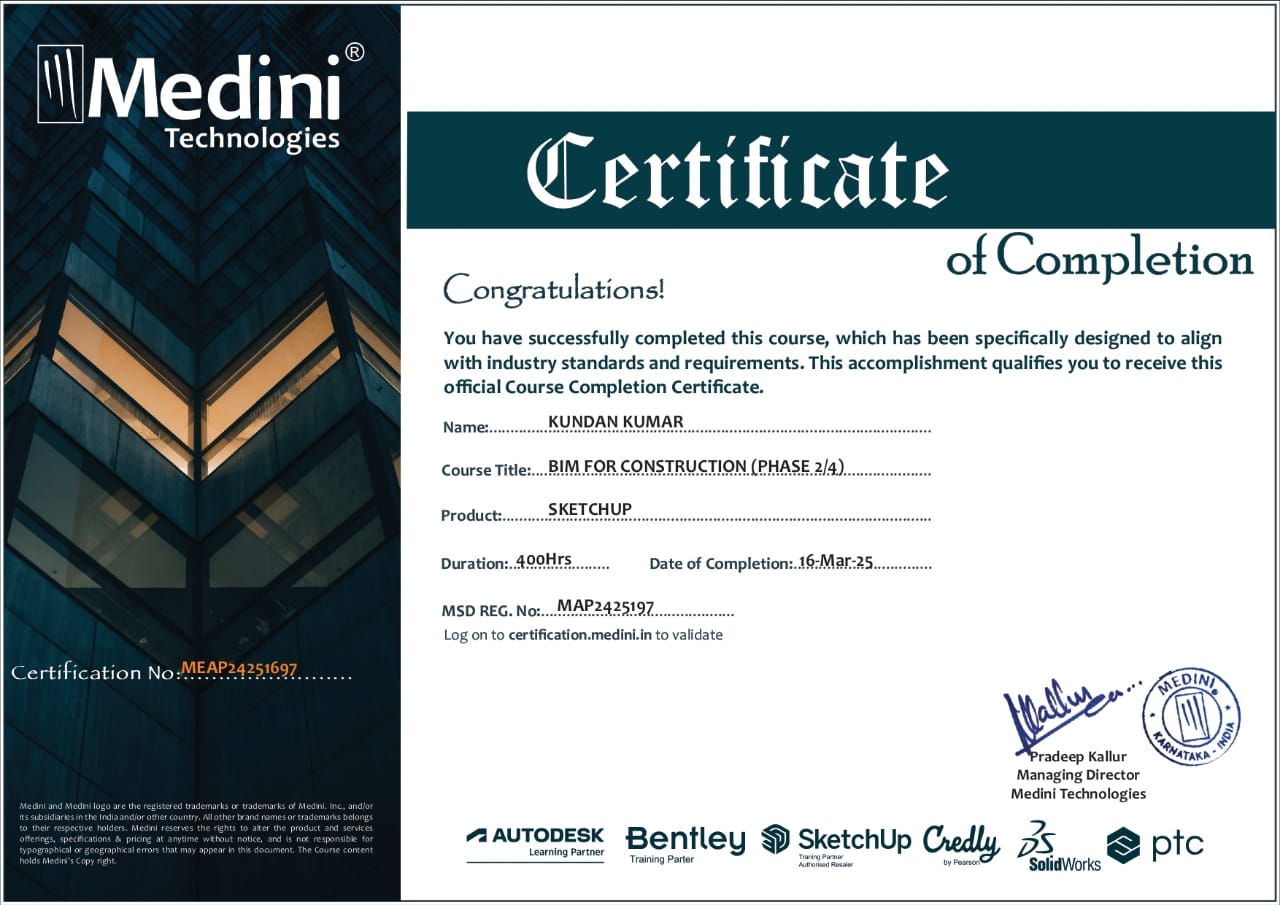 Medini®
Technologies
Certificate
of Completion
Congratulations!
You have successfully completed this course, which has been specifically designed to align
with industry standards and requirements. This accomplishment qualifies you to receive this
official Course Completion Certificate.
Name:............KUNDAN KUMAR............
Course Title:....BIM FOR CONSTRUCTION (PHASE 2/4)............
Product:............SKETCHUP............
Duration:..400Hrs......... Date of Completion:.16-Mar-25............
MSD REG. No:....MAP2425197............
Log on to certification.medini.in to validate
Certification No:MEAP24251697........
MEDINI®
KARNATAKA - INDIA
Pradeep Kallur
Managing Director
Medini Technologies
Medini and Medini logo are the registered trademarks or trademarks of Medini. Inc., and/or
its subsidiaries in the India and/or other country. All other brand names or trademarks belongs
to their respective holders. Medini reserves the rights to alter the product and services
offerings, specifications & pricing at anytime without notice, and is not responsible for
typographical or geographical errors that may appear in this document. The Course content
holds Medini's Copy right.
AUTODESK
Learning Partner
Bentley
Training Parter
SketchUp
Traning Partner
Authorised Resaler
Credly
by Pearson
SolidWorks
ptc